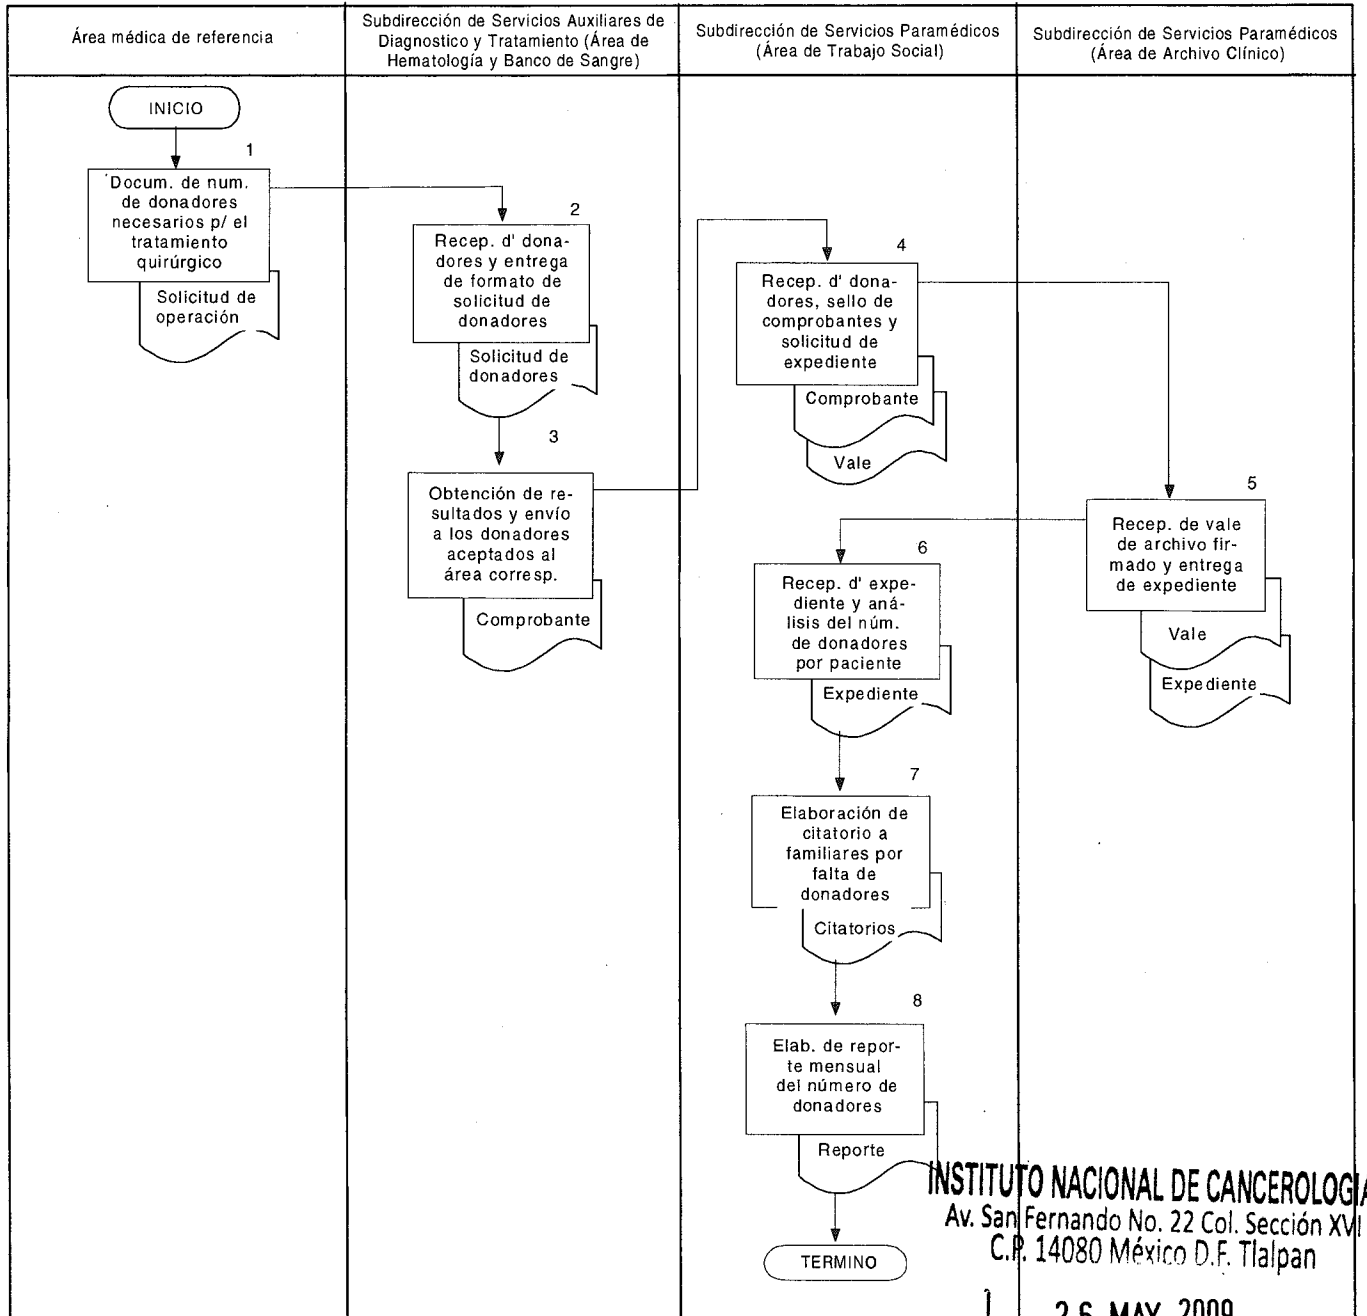 Área médica de referencia
Subdirección de Servicios Auxiliares de
Diagnostico y Tratamiento (Área de
Hematología y Banco de Sangre)
Subdirección de Servicios Paramédicos
(Área de Trabajo Social)
Subdirección de Servicios Paramédicos
(Área de Archivo Clínico)
INICIO
1
Docum. de num.
de donadores
necesarios p/ el
tratamiento
quirúrgico
Solicitud de
operación
2
Recep. d' dona-
dores y entrega
de formato de
solicitud de
donadores
Solicitud de
donadores
3
Obtención de re-
sultados y envío
a los donadores
aceptados al
área corresp.
Comprobante
4
Recep. d' dona-
dores, sello de
comprobantes y
solicitud de
expediente
Comprobante
Vale
5
Recep. de vale
de archivo fir-
mado y entrega
de expediente
Vale
Expediente
6
Recep. d' expe-
diente y aná-
lisis del núm.
de donadores
por paciente
Expediente
7
Elaboración de
citatorio a
familiares por
falta de
donadores
Citatorios
8
Elab. de repor-
te mensual
del número de
donadores
Reporte
TERMINO
INSTITUTO NACIONAL DE CANCEROLOGIA
Av. San Fernando No. 22 Col. Sección XVI
C.P. 14080 México D.F. Tlalpan
26 MAY 2009